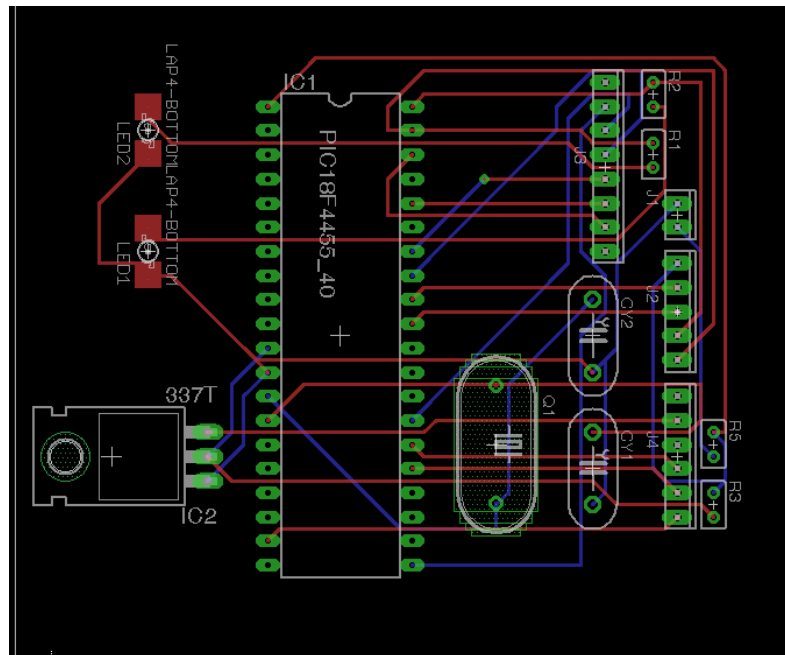 LAP4-BOTTOM
LED2
LAP4-BOTTOM
LED1
IC1
PIC18F4455_40
337T
IC2
J3
R2
R1
J1
J2
CY2
Q1
CY1
J4
R5
R3